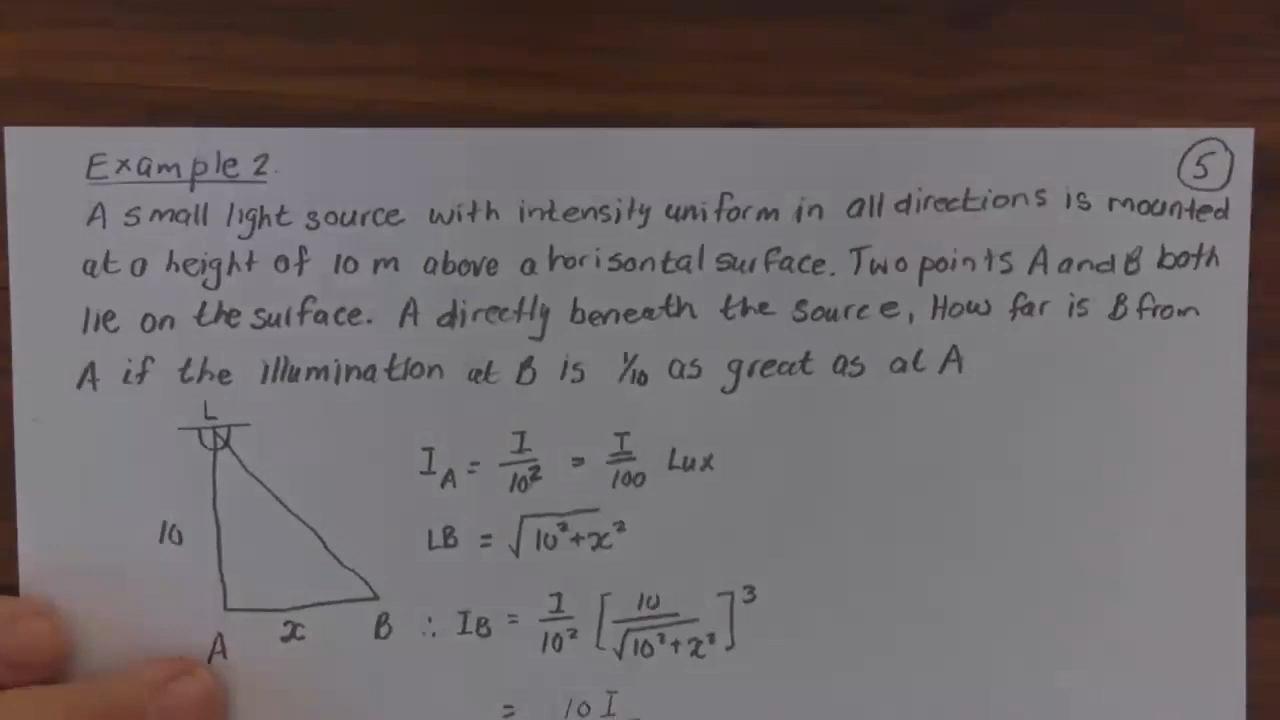 Example 2.
5
A small light source with intensity uniform in all directions is mounted
at a height of 10 m above a horisontal surface. Two points A and B both
lie on the surface. A directly beneath the source, How far is B from
A if the illumination at B is 1/10 as great as at A
L
I_A = I/10² = I/100 Lux
10
LB = √(10²+x²)
A x B
∴ I_B = I/10² [10/√(10²+x²)]³
= 10 I